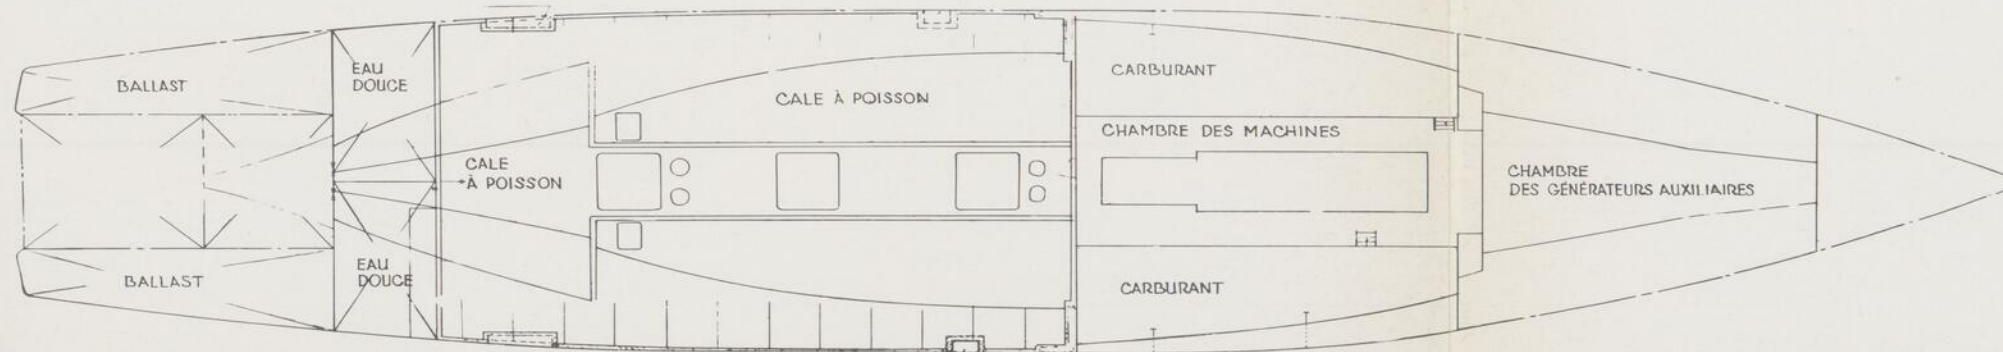 BALLAST
EAU
DOUCE
CALE À POISSON
CARBURANT
CHAMBRE DES MACHINES
CALE
À POISSON
CHAMBRE
DES GÉNÉRATEURS AUXILIAIRES
BALLAST
EAU
DOUCE
CARBURANT